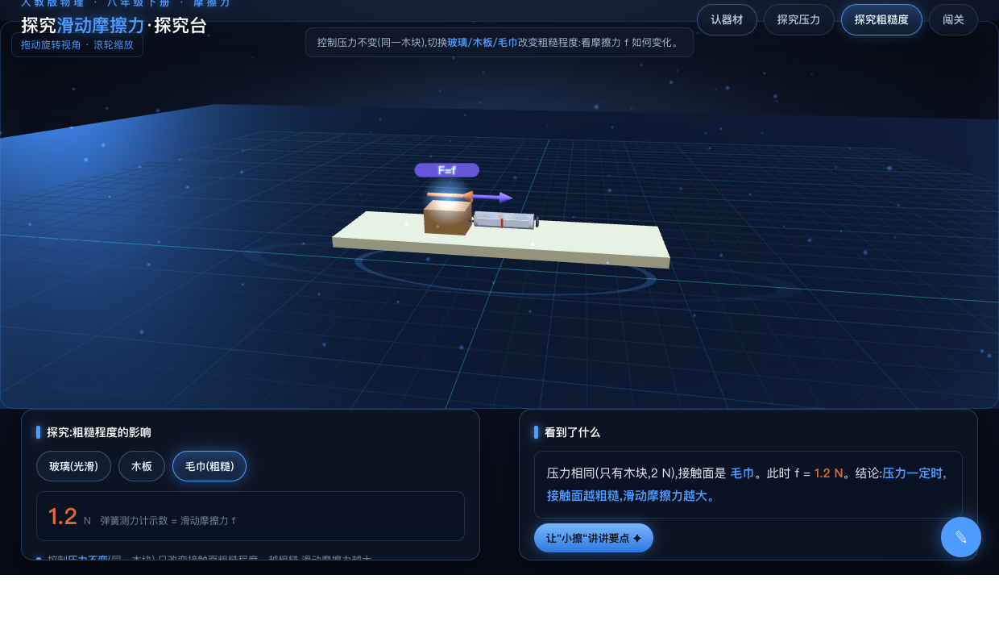 人教版物理 · 八年级下册 · 摩擦力
探究滑动摩擦力·探究台
拖动旋转视角 · 滚轮缩放
控制压力不变(同一木块),切换玻璃/木板/毛巾改变粗糙程度:看摩擦力 f 如何变化。
认器材
探究压力
探究粗糙度
闯关
F=f
探究:粗糙程度的影响
玻璃(光滑)
木板
毛巾(粗糙)
1.2 N 弹簧测力计示数 = 滑动摩擦力 f
控制压力不变(同一木块),只改变接触面粗糙程度。越粗糙,滑动摩擦力越大。
看到了什么
压力相同(只有木块,2 N),接触面是 毛巾。此时 f = 1.2 N。结论:压力一定时,
接触面越粗糙,滑动摩擦力越大。
让"小擦"讲讲要点 ✦